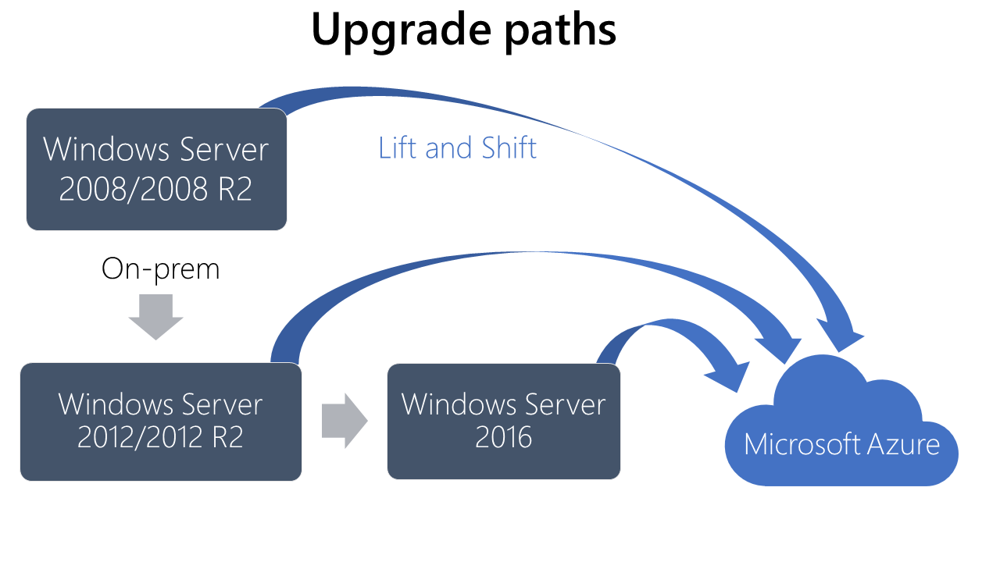 Upgrade paths
Windows Server
2008/2008 R2
Lift and Shift
On-prem
Windows Server
2012/2012 R2
Windows Server
2016
Microsoft Azure